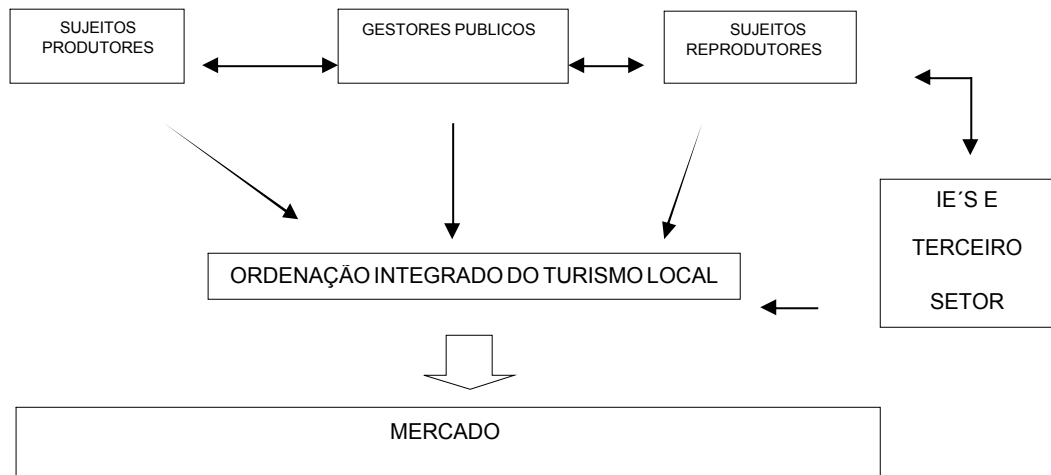 SUJEITOS
PRODUTORES
GESTORES PUBLICOS
SUJEITOS
REPRODUTORES
IE´S E
TERCEIRO
SETOR
ORDENAÇÃO INTEGRADO DO TURISMO LOCAL
MERCADO